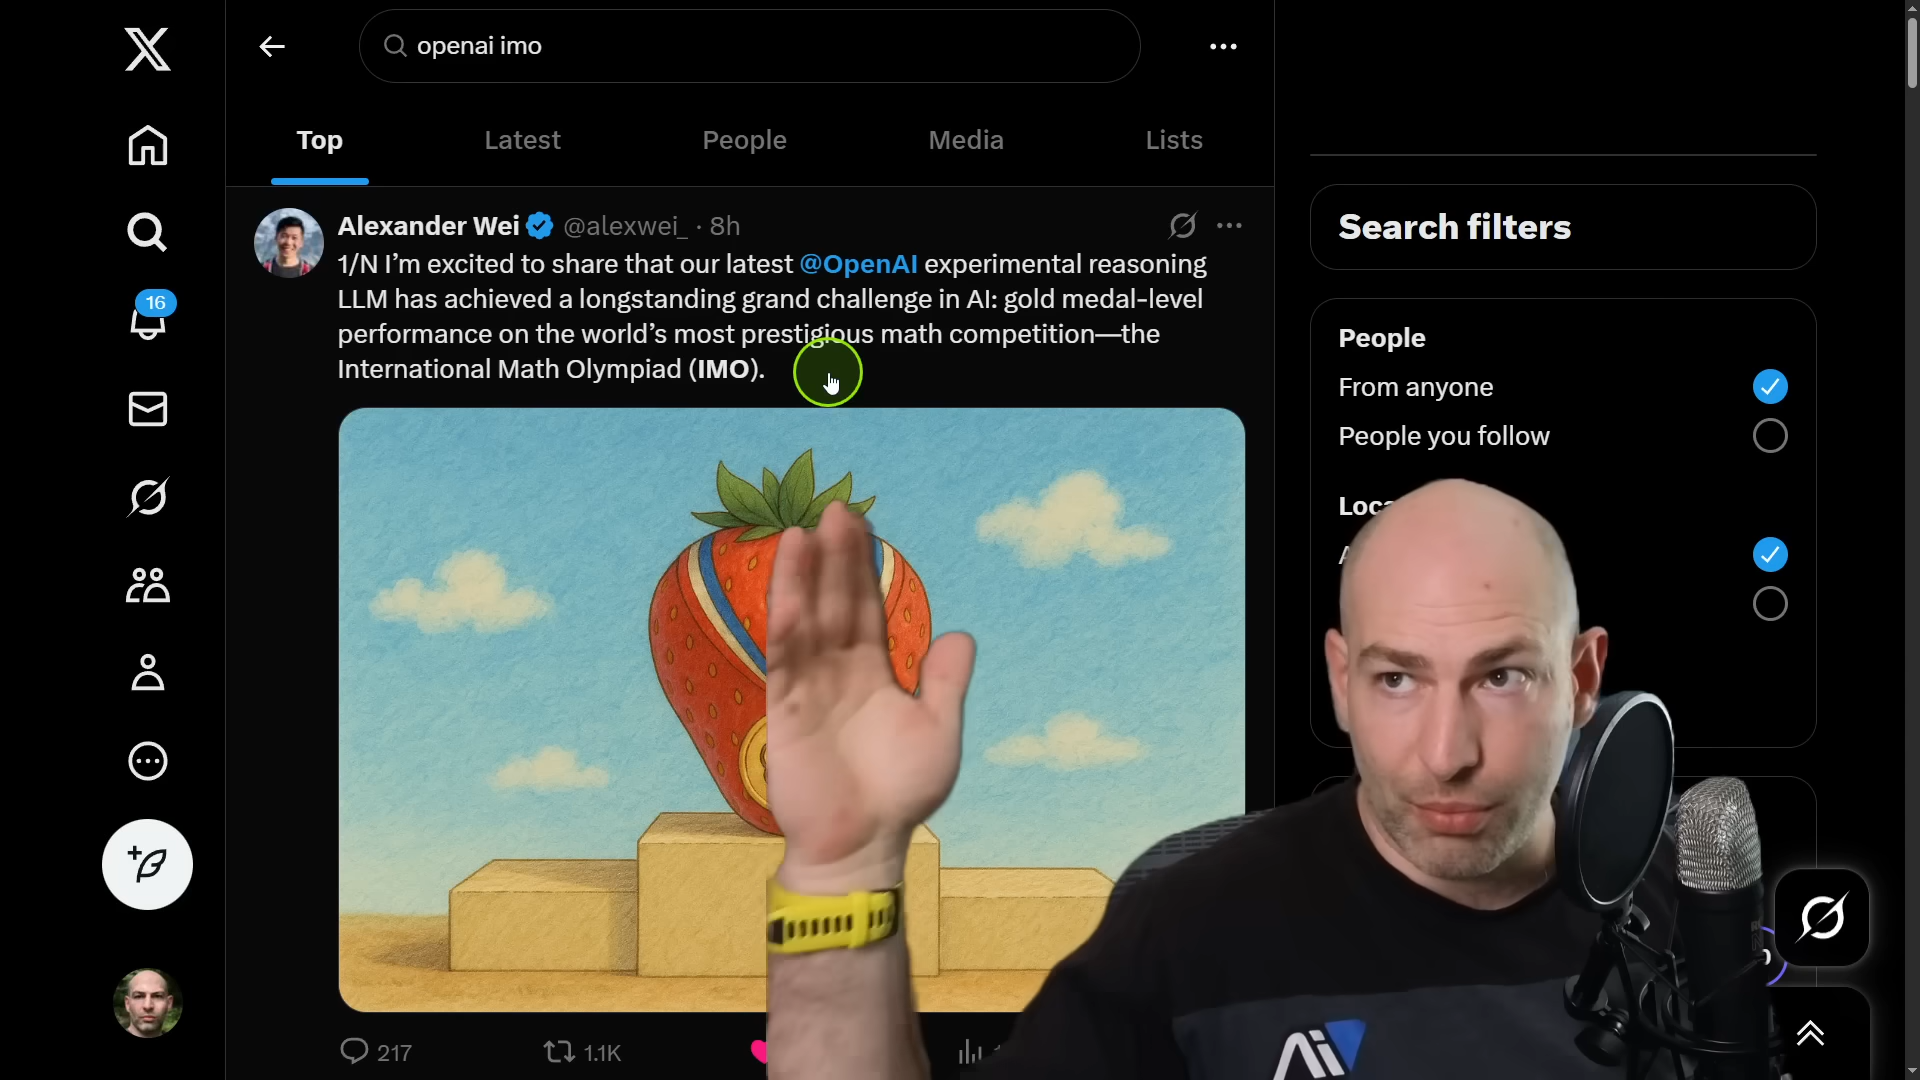 openai imo
Top
Latest
People
Media
Lists
Alexander Wei @alexwei_ · 8h
1/N I’m excited to share that our latest @OpenAI experimental reasoning
LLM has achieved a longstanding grand challenge in AI: gold medal-level
performance on the world’s most prestigious math competition—the
International Math Olympiad (IMO).
217
1.1K
16
Search filters
People
From anyone
People you follow
Ai